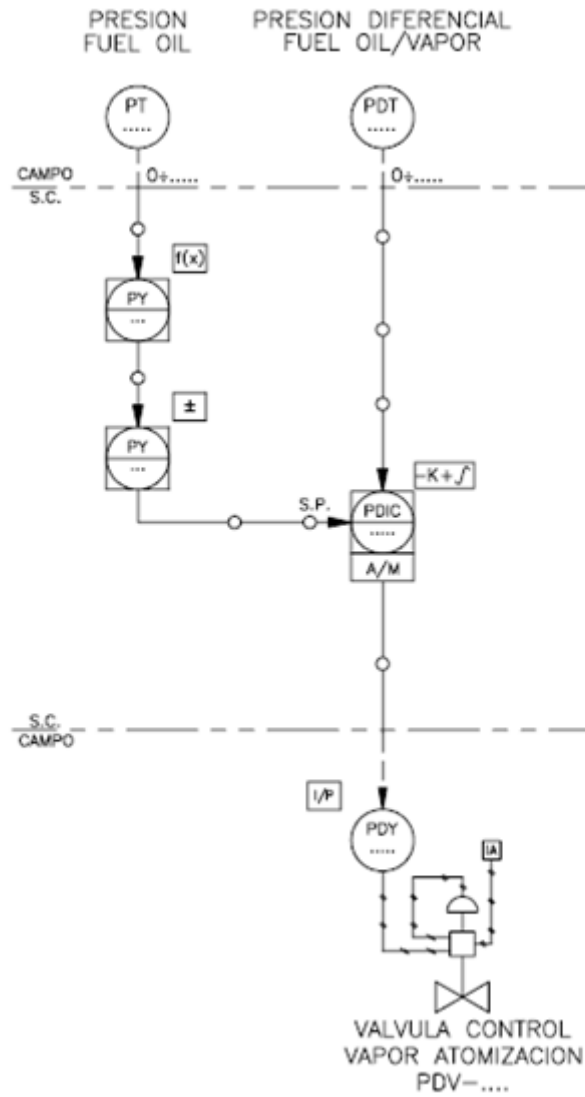 PRESION
FUEL OIL
PRESION DIFERENCIAL
FUEL OIL/VAPOR
PT
.....
PDT
.....
CAMPO
S.C.
0÷.....
0÷.....
f(x)
PY
...
±
PY
...
S.P.
-K+∫
PDIC
.....
A/M
S.C.
CAMPO
I/P
PDY
.....
IA
VALVULA CONTROL
VAPOR ATOMIZACION
PDV-....